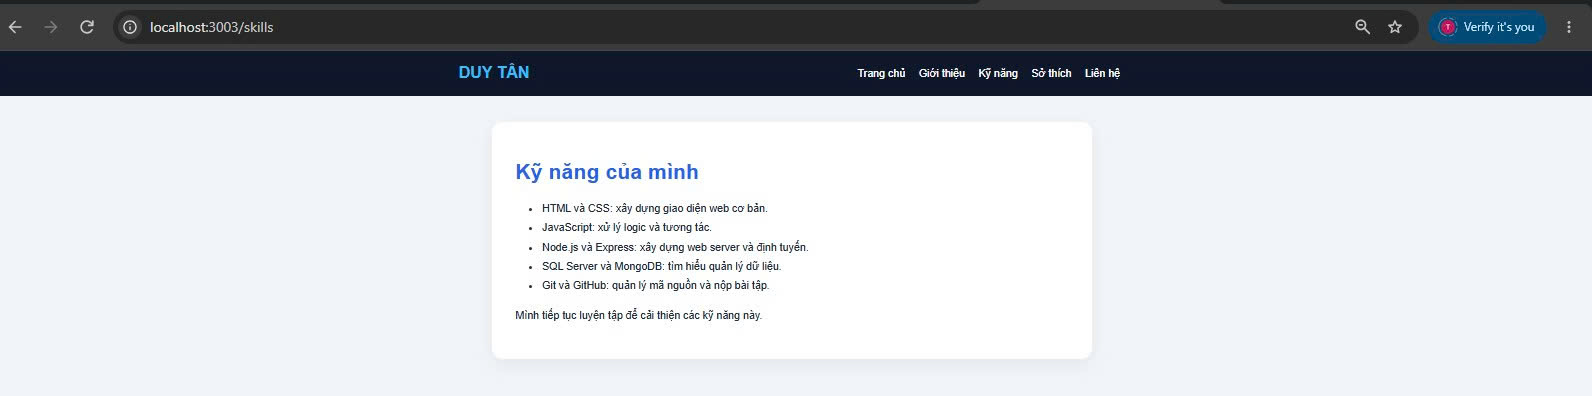 localhost:3003/skills
T
Verify it's you
DUY TÂN
Trang chủ Giới thiệu Kỹ năng Sở thích Liên hệ
Kỹ năng của mình
• HTML và CSS: xây dựng giao diện web cơ bản.
• JavaScript: xử lý logic và tương tác.
• Node.js và Express: xây dựng web server và định tuyến.
• SQL Server và MongoDB: tìm hiểu quản lý dữ liệu.
• Git và GitHub: quản lý mã nguồn và nộp bài tập.
Mình tiếp tục luyện tập để cải thiện các kỹ năng này.